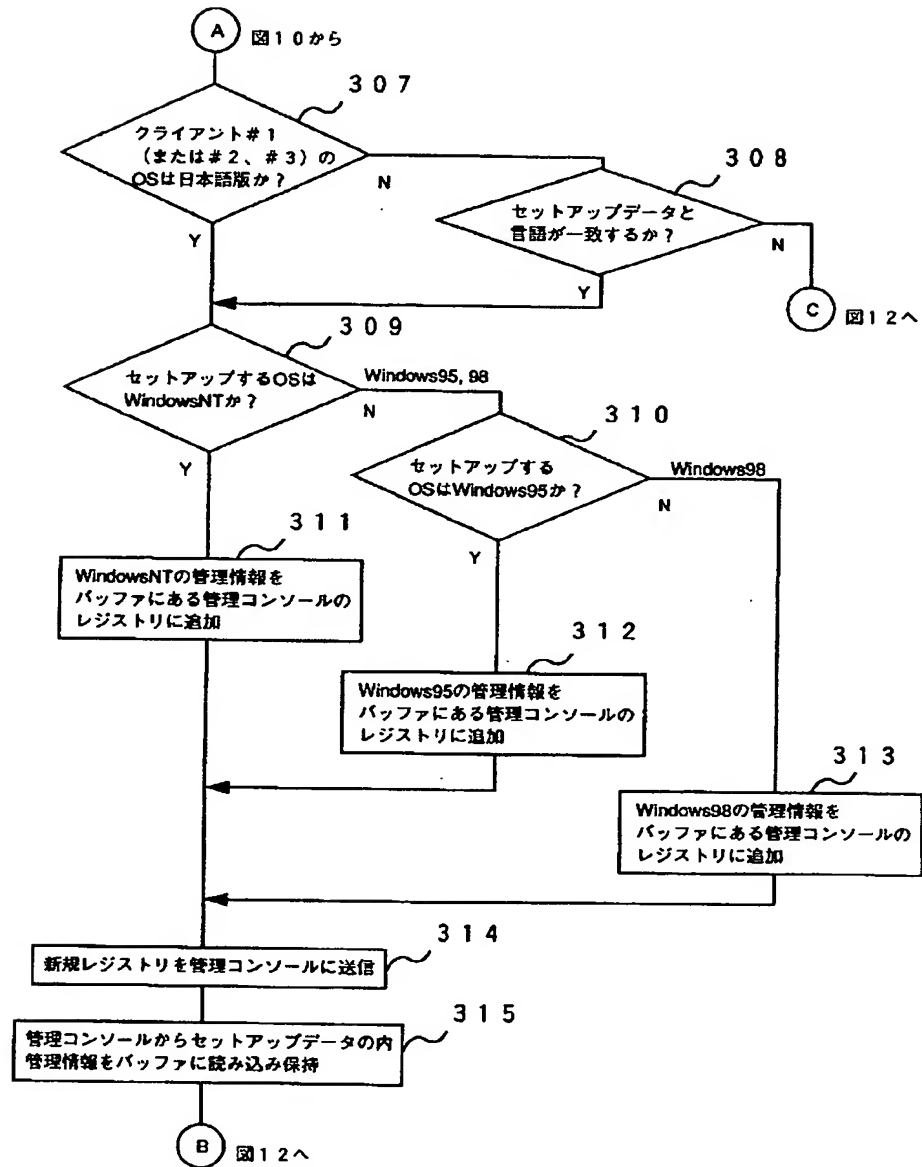 A 図10から
307
クライアント#1
(または#2、#3)の
OSは日本語版か?
N
Y
308
セットアップデータと
言語が一致するか?
N
Y
C 図12へ
309
セットアップするOSは
WindowsNTか?
Windows95, 98
N
Y
310
セットアップする
OSはWindows95か?
Windows98
N
Y
311
WindowsNTの管理情報を
バッファにある管理コンソールの
レジストリに追加
312
Windows95の管理情報を
バッファにある管理コンソールの
レジストリに追加
313
Windows98の管理情報を
バッファにある管理コンソールの
レジストリに追加
314
新規レジストリを管理コンソールに送信
315
管理コンソールからセットアップデータの内
管理情報をバッファに読み込み保持
B 図12へ